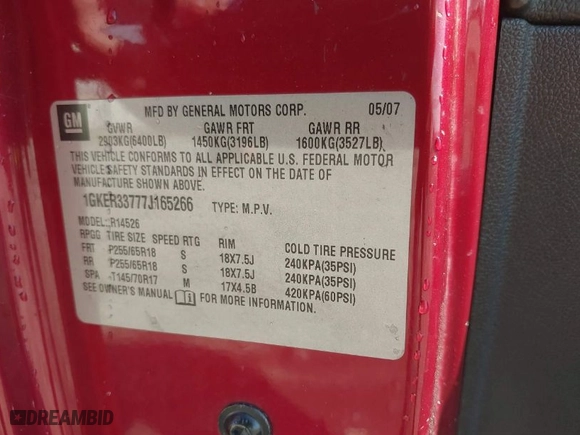 GM
MFD BY GENERAL MOTORS CORP. 05/07
GVWR GAWR FRT GAWR RR
2903KG(6400LB) 1450KG(3196LB) 1600KG(3527LB)
THIS VEHICLE CONFORMS TO ALL APPLICABLE U.S. FEDERAL MOTOR
VEHICLE SAFETY STANDARDS IN EFFECT ON THE DATE OF
MANUFACTURE SHOWN ABOVE.
1GKER33777J165266 TYPE: M.P.V.
MODEL: R14526
RPGG TIRE SIZE SPEED RTG RIM COLD TIRE PRESSURE
FRT P255/65R18 S 18X7.5J 240KPA(35PSI)
RR P255/65R18 S 18X7.5J 240KPA(35PSI)
SPA T145/70R17 M 17X4.5B 420KPA(60PSI)
SEE OWNER'S MANUAL FOR MORE INFORMATION.
DREAMBID